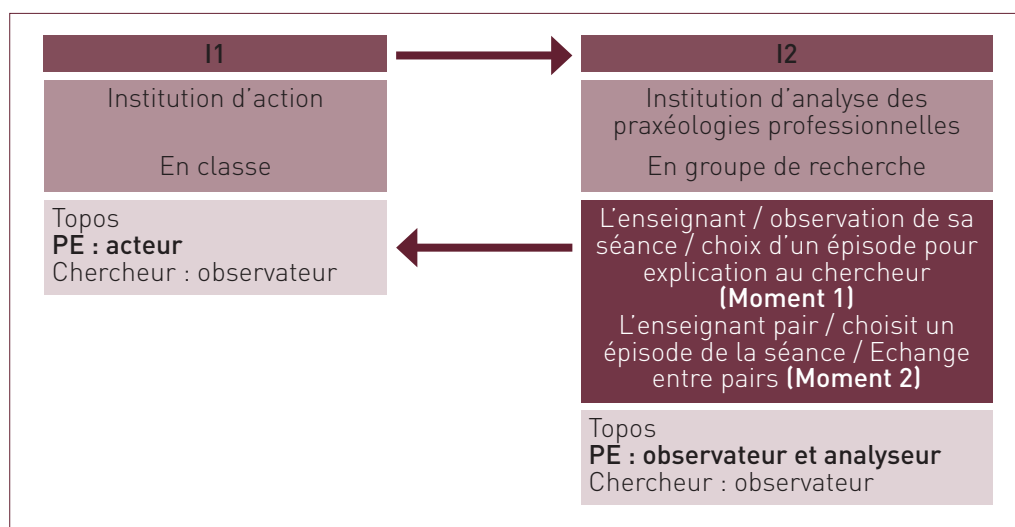 I1
Institution d’action
En classe
Topos
PE : acteur
Chercheur : observateur
I2
Institution d’analyse des
praxéologies professionnelles
En groupe de recherche
L’enseignant / observation de sa
séance / choix d’un épisode pour
explication au chercheur
(Moment 1)
L’enseignant pair / choisit un
épisode de la séance / Echange
entre pairs (Moment 2)
Topos
PE : observateur et analyseur
Chercheur : observateur